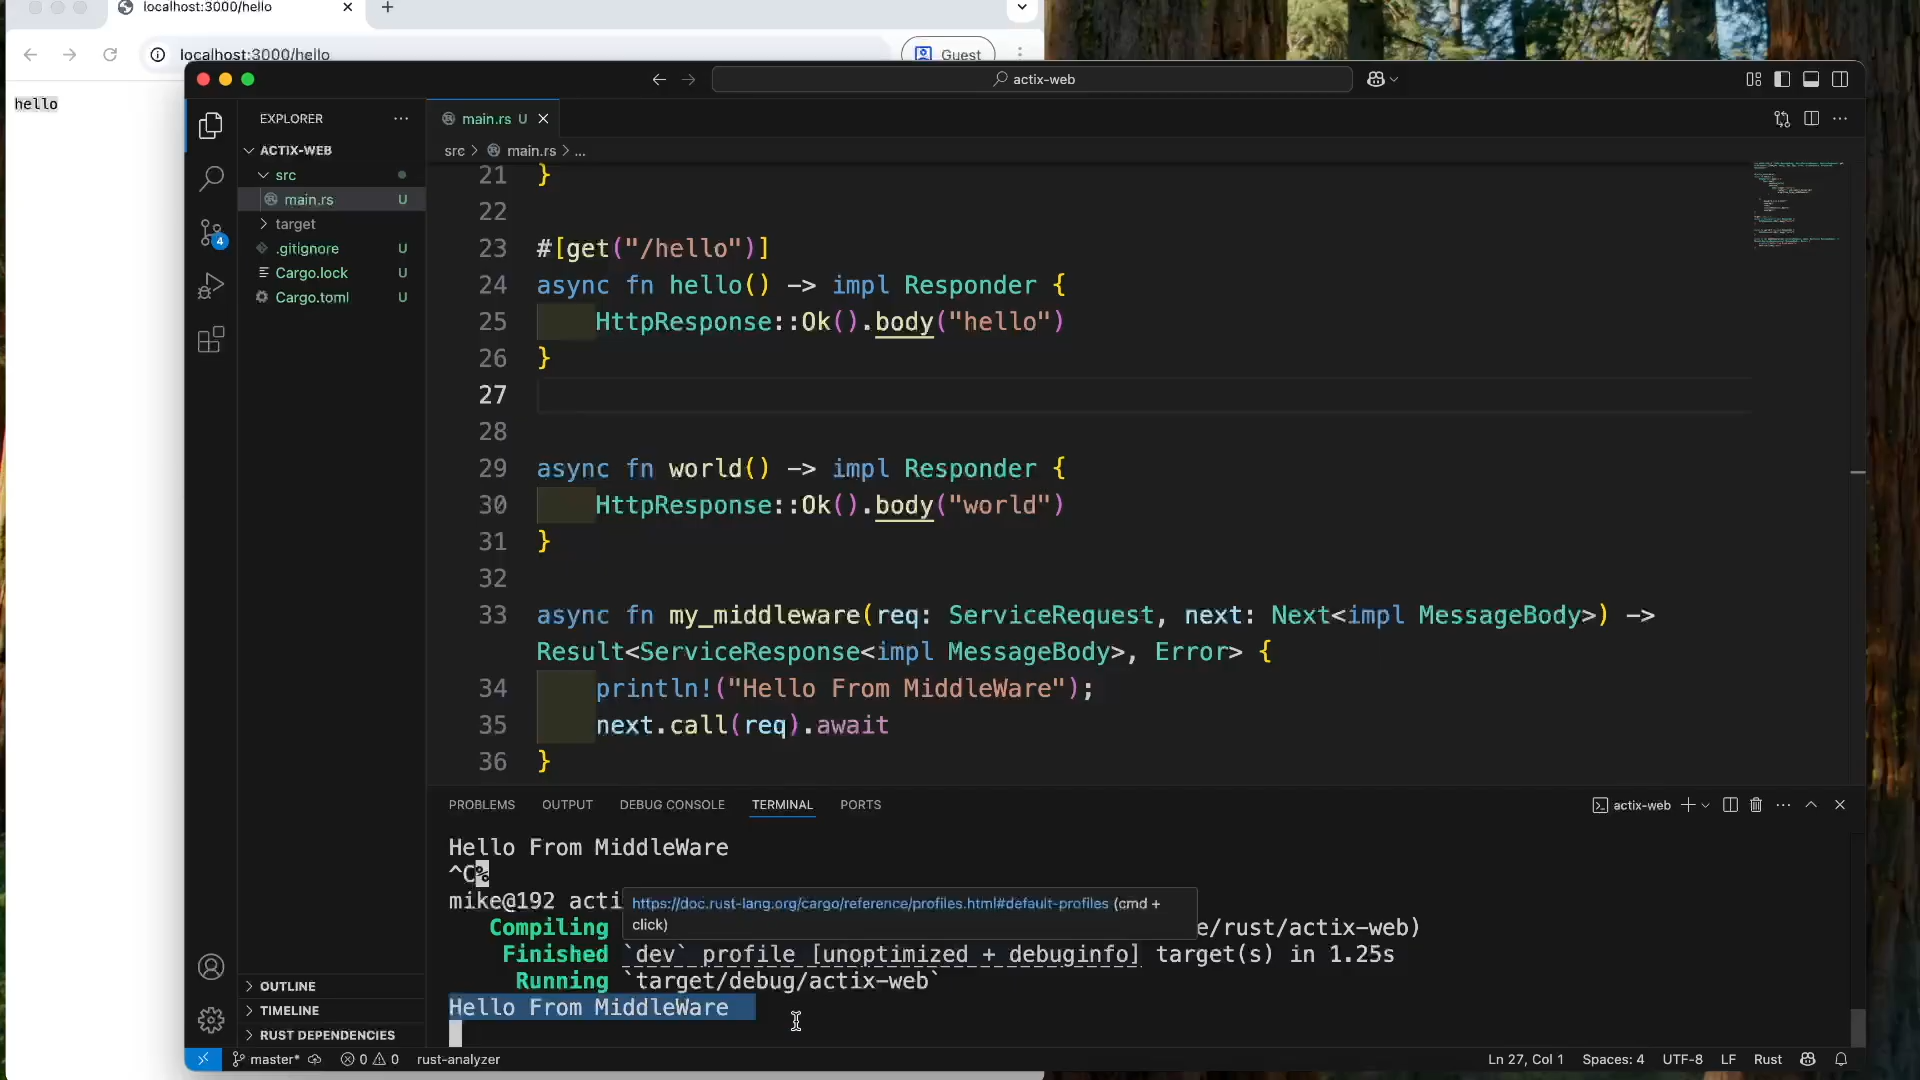 localhost:3000/hello
localhost:3000/hello
Guest
hello
actix-web
EXPLORER
ACTIX-WEB
src
main.rs U
target
.gitignore U
Cargo.lock U
Cargo.toml U
4
OUTLINE
TIMELINE
RUST DEPENDENCIES
main.rs U
src > main.rs > ...
21 }
22
23 #[get("/hello")]
24 async fn hello() -> impl Responder {
25 HttpResponse::Ok().body("hello")
26 }
27
28
29 async fn world() -> impl Responder {
30 HttpResponse::Ok().body("world")
31 }
32
33 async fn my_middleware(req: ServiceRequest, next: Next<impl MessageBody>) ->
Result<ServiceResponse<impl MessageBody>, Error> {
34 println!("Hello From MiddleWare");
35 next.call(req).await
36 }
PROBLEMS OUTPUT DEBUG CONSOLE TERMINAL PORTS
actix-web
Hello From MiddleWare
^C%
mike@192 acti
https://doc.rust-lang.org/cargo/reference/profiles.html#default-profiles (cmd +
click)
Compiling e/rust/actix-web)
Finished `dev` profile [unoptimized + debuginfo] target(s) in 1.25s
Running `target/debug/actix-web`
Hello From MiddleWare
master* 0 0 rust-analyzer Ln 27, Col 1 Spaces: 4 UTF-8 LF Rust